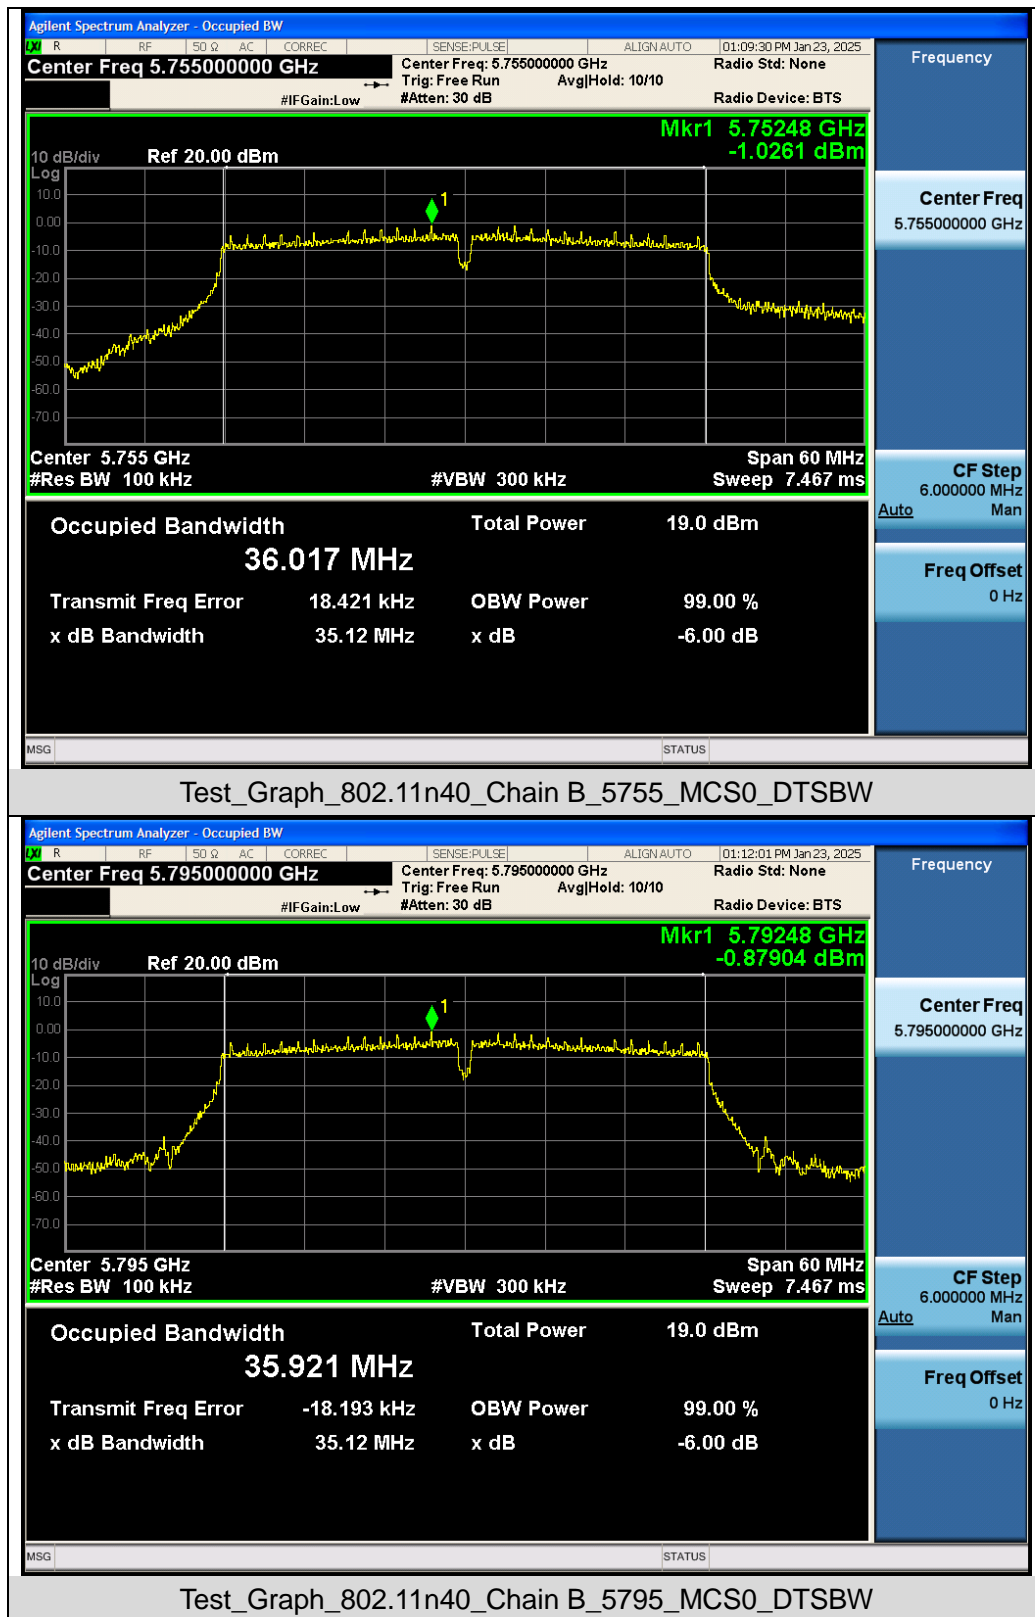 Agilent Spectrum Analyzer - Occupied BW
LXI R RF 50 Ω AC CORREC SENSE:PULSE ALIGN AUTO 01:09:30 PM Jan 23, 2025
Center Freq 5.755000000 GHz Center Freq: 5.755000000 GHz Radio Std: None
Trig: Free Run Avg|Hold: 10/10
#IFGain:Low #Atten: 30 dB Radio Device: BTS
Frequency
Mkr1 5.75248 GHz
-1.0261 dBm
10 dB/div Ref 20.00 dBm
Log
10.0
0.00
-10.0
-20.0
-30.0
-40.0
-50.0
-60.0
-70.0
1
Center 5.755 GHz Span 60 MHz
#Res BW 100 kHz #VBW 300 kHz Sweep 7.467 ms
Center Freq
5.755000000 GHz
CF Step
6.000000 MHz
Auto Man
Freq Offset
0 Hz
Occupied Bandwidth Total Power 19.0 dBm
36.017 MHz
Transmit Freq Error 18.421 kHz OBW Power 99.00 %
x dB Bandwidth 35.12 MHz x dB -6.00 dB
MSG STATUS
Test_Graph_802.11n40_Chain B_5755_MCS0_DTSBW
Agilent Spectrum Analyzer - Occupied BW
LXI R RF 50 Ω AC CORREC SENSE:PULSE ALIGN AUTO 01:12:01 PM Jan 23, 2025
Center Freq 5.795000000 GHz Center Freq: 5.795000000 GHz Radio Std: None
Trig: Free Run Avg|Hold: 10/10
#IFGain:Low #Atten: 30 dB Radio Device: BTS
Frequency
Mkr1 5.79248 GHz
-0.87904 dBm
10 dB/div Ref 20.00 dBm
Log
10.0
0.00
-10.0
-20.0
-30.0
-40.0
-50.0
-60.0
-70.0
1
Center 5.795 GHz Span 60 MHz
#Res BW 100 kHz #VBW 300 kHz Sweep 7.467 ms
Center Freq
5.795000000 GHz
CF Step
6.000000 MHz
Auto Man
Freq Offset
0 Hz
Occupied Bandwidth Total Power 19.0 dBm
35.921 MHz
Transmit Freq Error -18.193 kHz OBW Power 99.00 %
x dB Bandwidth 35.12 MHz x dB -6.00 dB
MSG STATUS
Test_Graph_802.11n40_Chain B_5795_MCS0_DTSBW